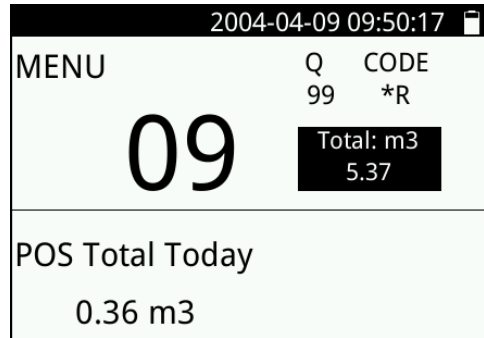 2004-04-09 09:50:17
MENU
Q CODE
99 *R
09
Total: m3
5.37
POS Total Today
0.36 m3